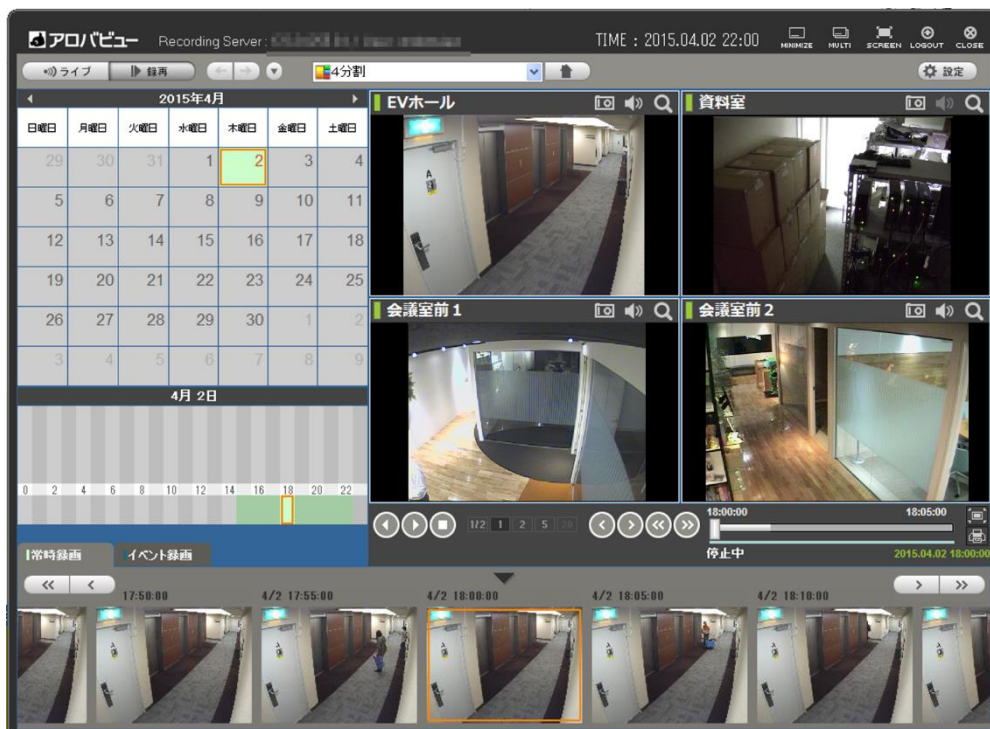 アロバビュー Recording Server :
TIME : 2015.04.02 22:00
MINIMIZE MULTI SCREEN LOGOUT CLOSE
ライブ 録再 4分割 設定
2015年4月
日曜日 月曜日 火曜日 水曜日 木曜日 金曜日 土曜日
29 30 31 1 2 3 4
5 6 7 8 9 10 11
12 13 14 15 16 17 18
19 20 21 22 23 24 25
26 27 28 29 30 1 2
3 4 5 6 7 8 9
4月 2日
0 2 4 6 8 10 12 14 16 18 20 22
EVホール
A
資料室
会議室前1
会議室前2
1/2 1 2 5 20
18:00:00 18:05:00
停止中 2015.04.02 18:00:00
常時録画 イベント録画
17:50:00 4/2 17:55:00 4/2 18:00:00 4/2 18:05:00 4/2 18:10:00